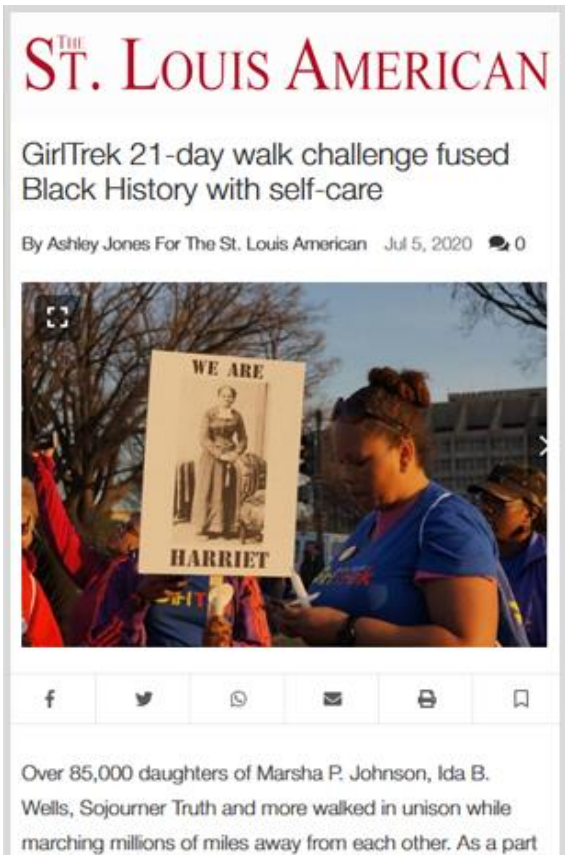 THE
ST. LOUIS AMERICAN
GirlTrek 21-day walk challenge fused
Black History with self-care
By Ashley Jones For The St. Louis American Jul 5, 2020 0
WE ARE
HARRIET
Over 85,000 daughters of Marsha P. Johnson, Ida B.
Wells, Sojourner Truth and more walked in unison while
marching millions of miles away from each other. As a part